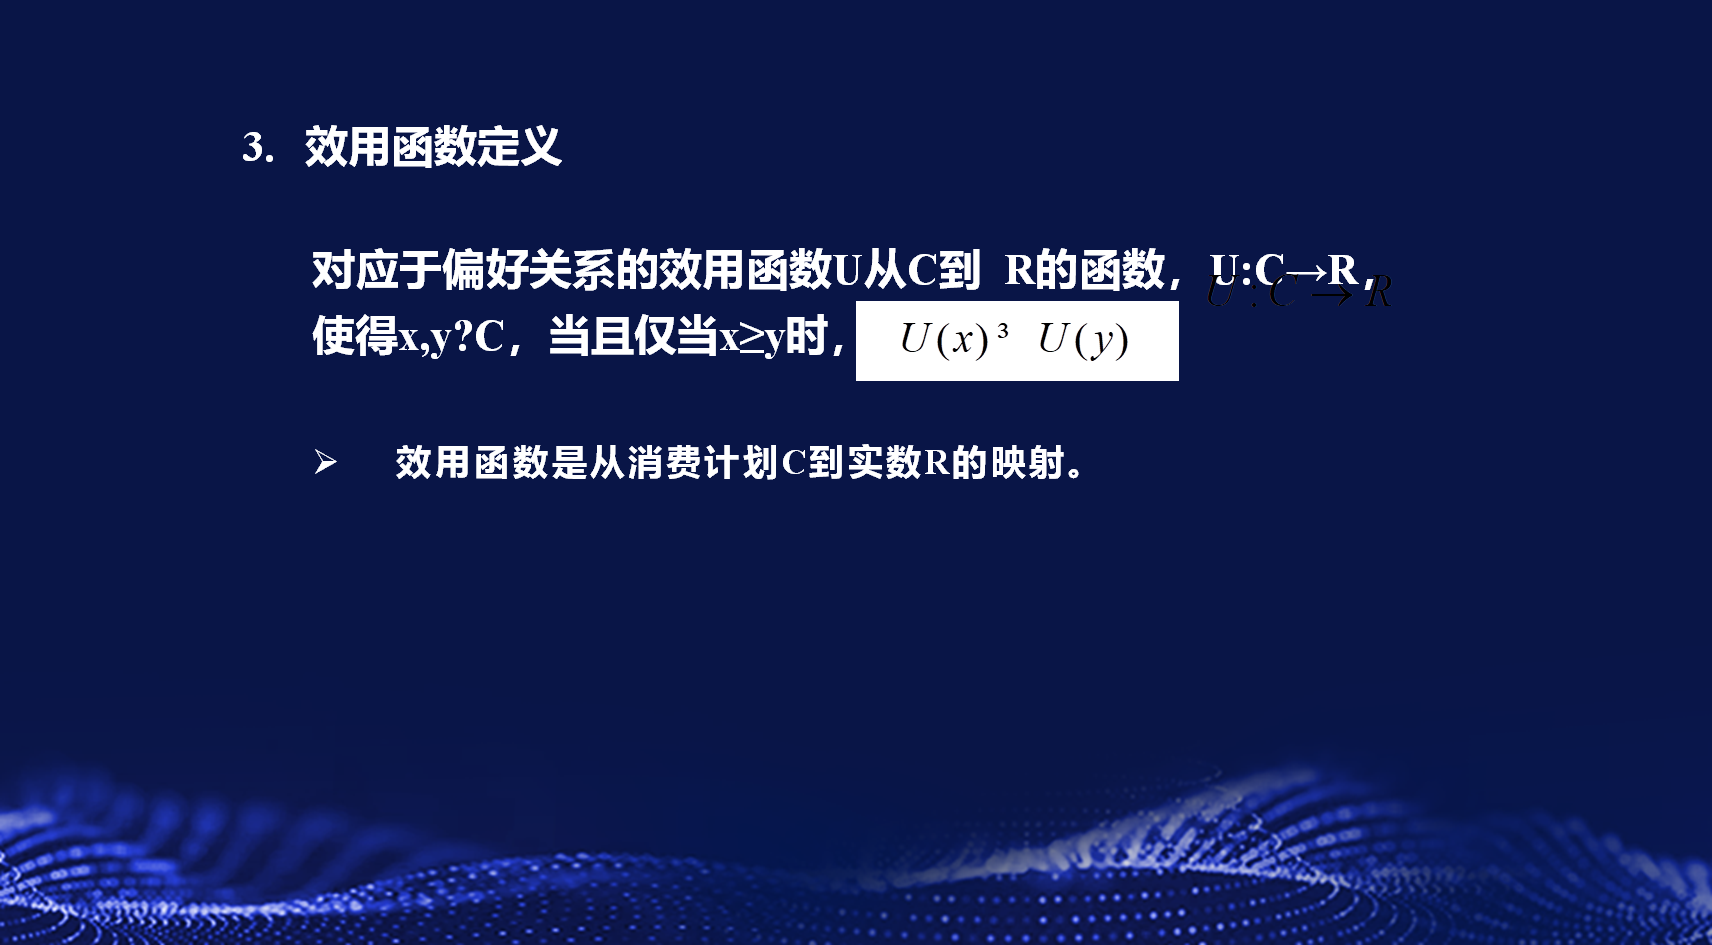 3. 效用函数定义
对应于偏好关系的效用函数U从C到 R的函数，U:C→R，
U : C → R
使得x,y?C，当且仅当x≥y时，U(x)³ U(y)
➢ 效用函数是从消费计划C到实数R的映射。